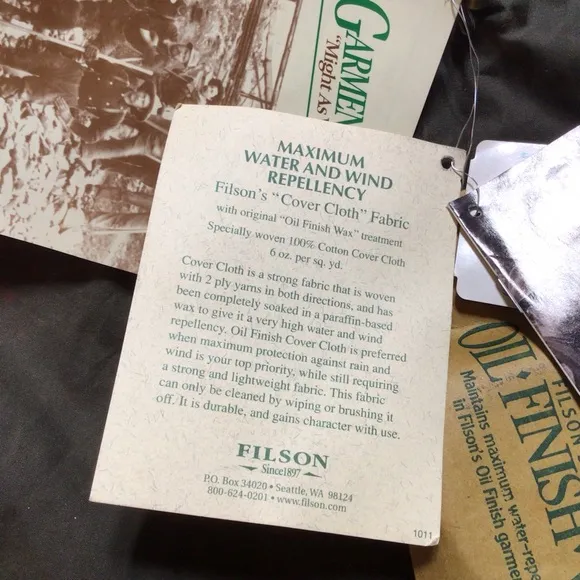 GARMEN
"Might As
MAXIMUM
WATER AND WIND
REPELLENCY
Filson's "Cover Cloth" Fabric
with original "Oil Finish Wax" treatment
Specially woven 100% Cotton Cover Cloth
6 oz. per sq. yd.
Cover Cloth is a strong fabric that is woven
with 2 ply yarns in both directions, and has
been completely soaked in a paraffin-based
wax to give it a very high water and wind
repellency. Oil Finish Cover Cloth is preferred
when maximum protection against rain and
wind is your top priority, while still requiring
a strong and lightweight fabric. This fabric
can only be cleaned by wiping or brushing it
off. It is durable, and gains character with use.
FILSON
Since 1897
P.O. Box 34020 • Seattle, WA 98124
800-624-0201 • www.filson.com
1011
FILSON
OIL FINISH
Maintains maximum water-rep
in Filson's Oil Finish garme